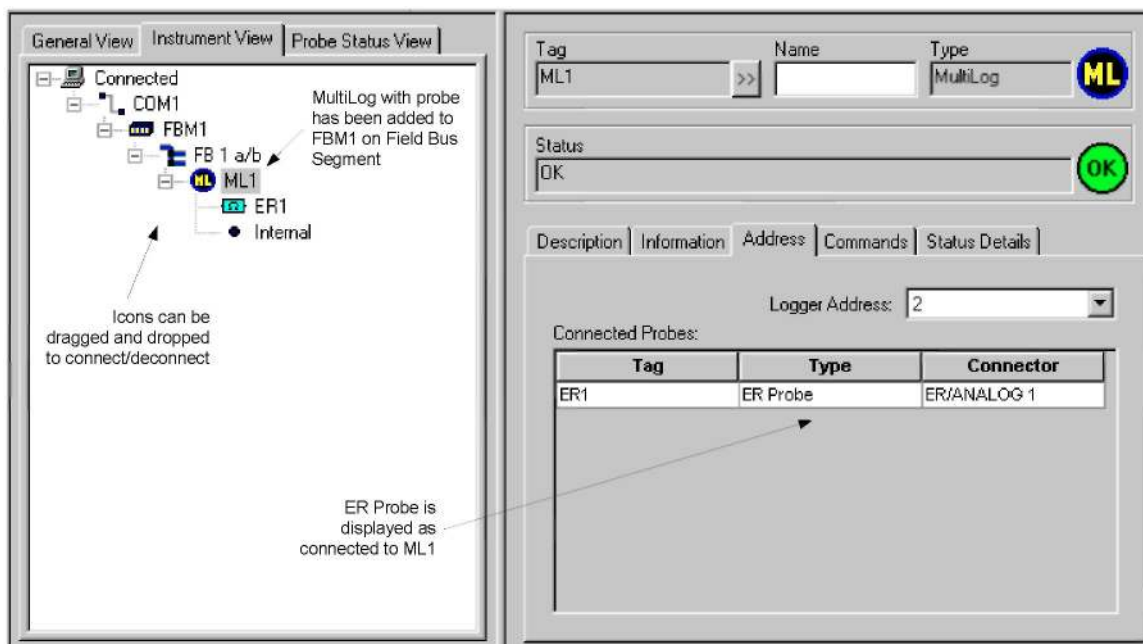 General View
Instrument View
Probe Status View
Connected
COM1
FBM1
FB 1 a/b
ML ML1
ER1
Internal
MultiLog with probe
has been added to
FBM1 on Field Bus
Segment
Icons can be
dragged and dropped
to connect/deconnect
ER Probe is
displayed as
connected to ML1
Tag
Name
Type
ML1
>>
MultiLog
ML
Status
OK
OK
Description
Information
Address
Commands
Status Details
Logger Address: 2
Connected Probes:
Tag Type Connector
ER1 ER Probe ER/ANALOG 1